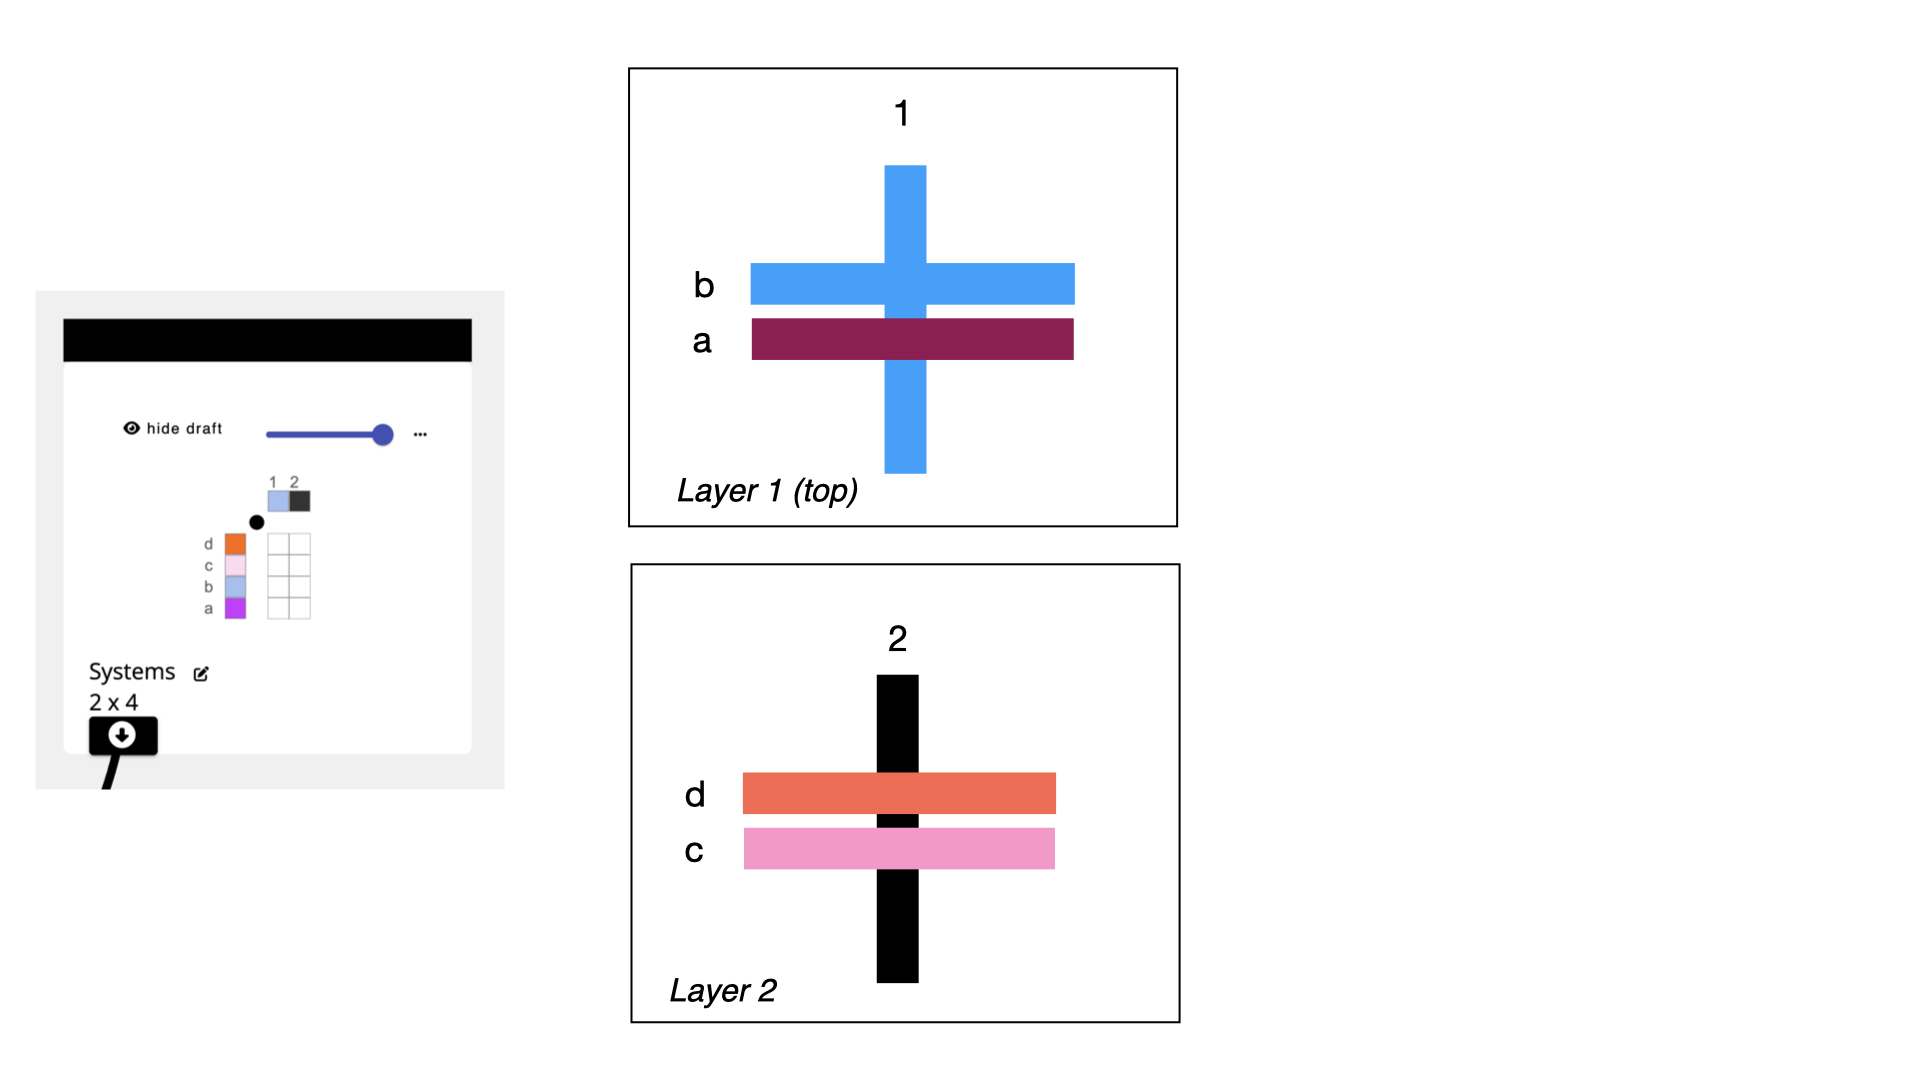 hide draft
1 2
d
c
b
a
Systems
2 x 4
1
b
a
Layer 1 (top)
2
d
c
Layer 2